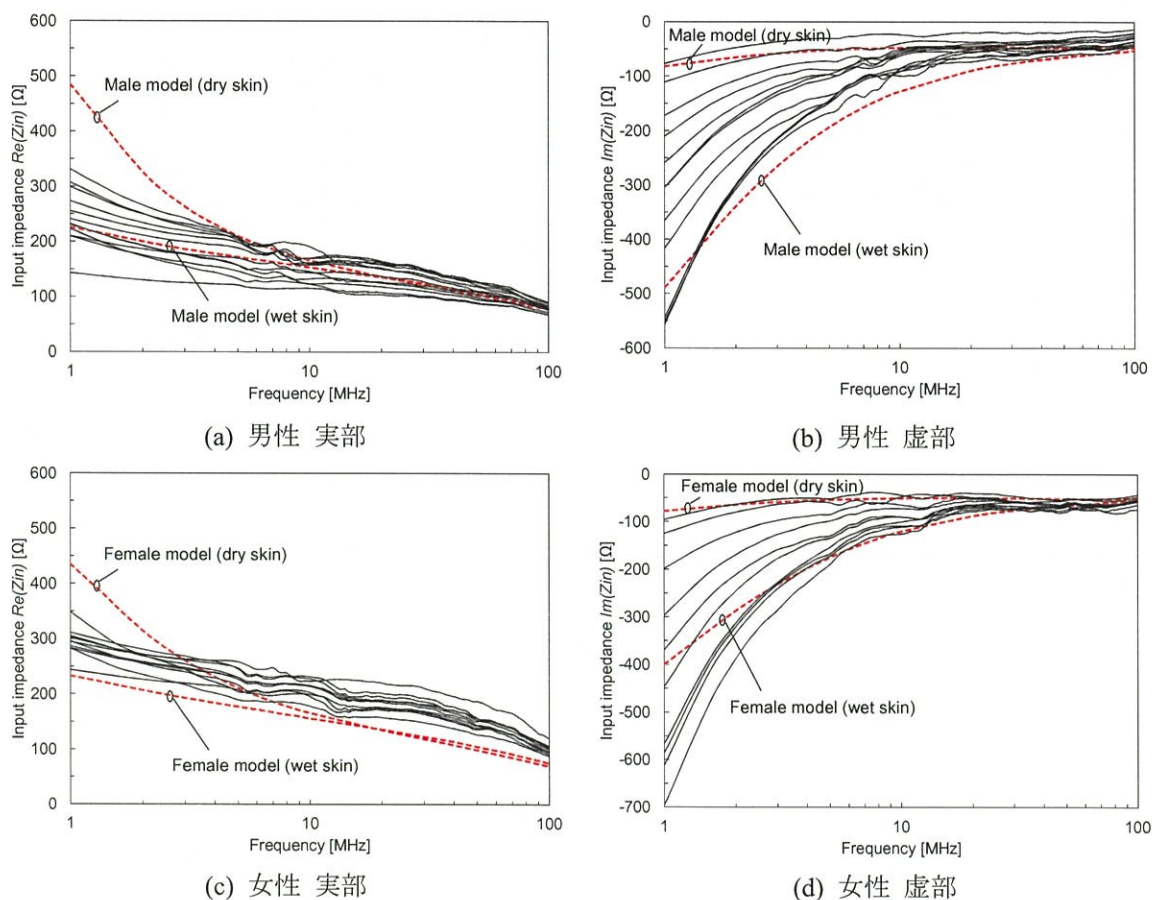 600
500
400
300
200
100
0
Input impedance Re(Zin) [Ω]
Male model (dry skin)
Male model (wet skin)
1
10
100
Frequency [MHz]
(a) 男性 実部
0
-100
-200
-300
-400
-500
-600
Input impedance Im(Zin) [Ω]
Male model (dry skin)
Male model (wet skin)
1
10
100
Frequency [MHz]
(b) 男性 虚部
600
500
400
300
200
100
0
Input impedance Re(Zin) [Ω]
Female model (dry skin)
Female model (wet skin)
1
10
100
Frequency [MHz]
(c) 女性 実部
0
-100
-200
-300
-400
-500
-600
-700
Input impedance Im(Zin) [Ω]
Female model (dry skin)
Female model (wet skin)
1
10
100
Frequency [MHz]
(d) 女性 虚部